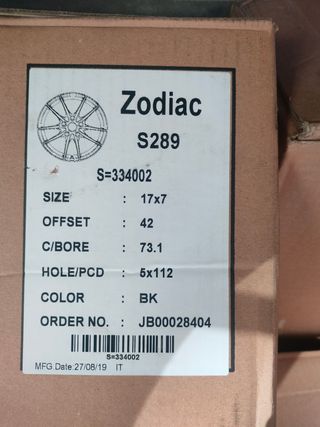 Zodiac
S289
S=334002
SIZE : 17x7
OFFSET : 42
C/BORE : 73.1
HOLE/PCD : 5x112
COLOR : BK
ORDER NO. : JB00028404
S=334002
MFG Date:27/08/19 IT